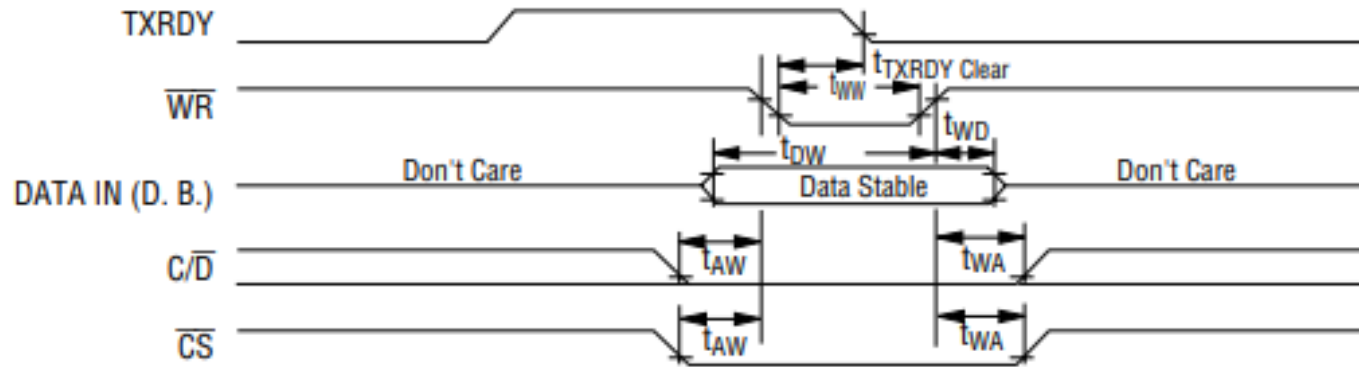 TXRDY
tTXRDY Clear
WR
tWW
tWD
tDW
Don't Care
Don't Care
DATA IN (D. B.)
Data Stable
C/D
tAW
tWA
CS
tAW
tWA